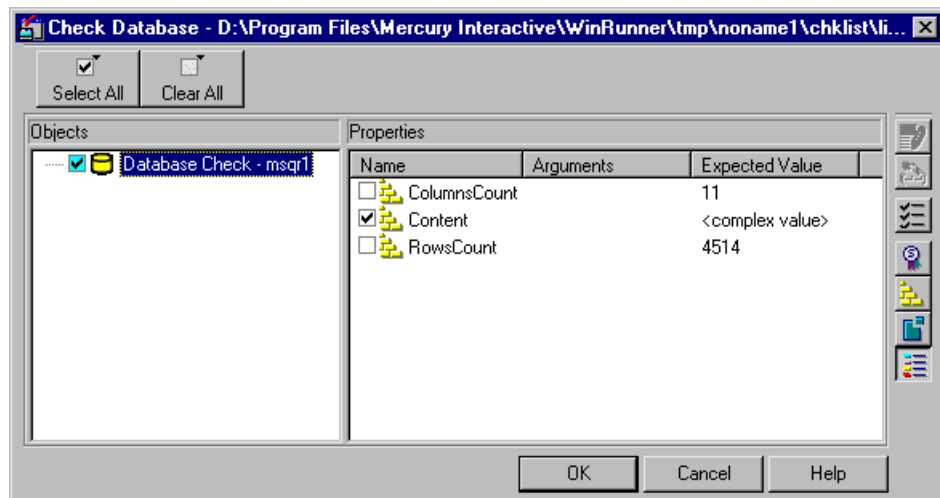 Check Database - D:\Program Files\Mercury Interactive\WinRunner\tmp\noname1\chklist\li...
Select All Clear All
Objects Properties
Database Check - msqr1 Name Arguments Expected Value
ColumnsCount 11
Content <complex value>
RowsCount 4514
OK Cancel Help